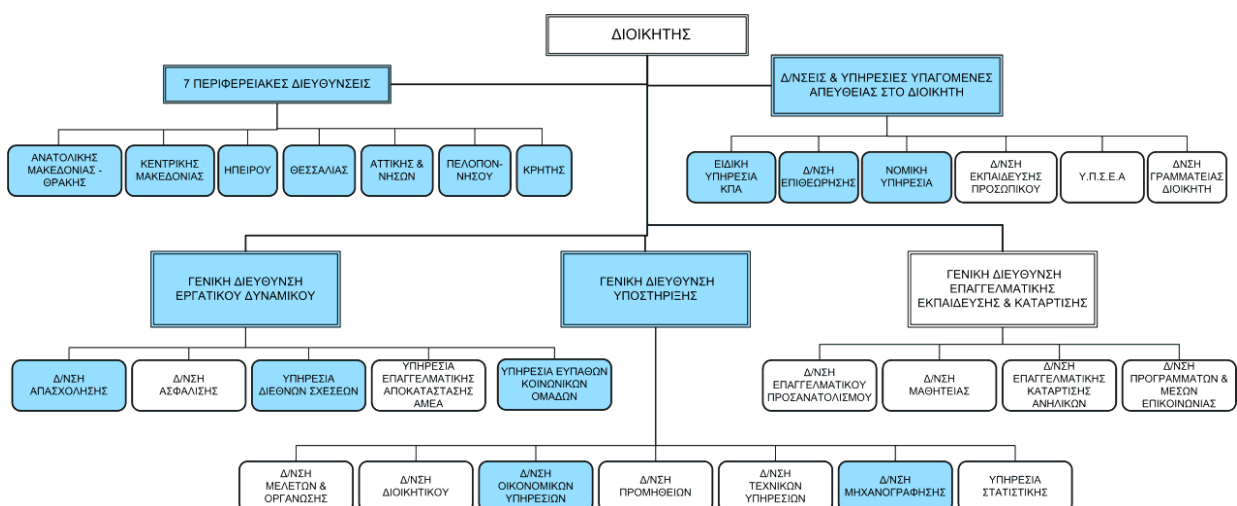 ΔΙΟΙΚΗΤΗΣ
7 ΠΕΡΙΦΕΡΕΙΑΚΕΣ ΔΙΕΥΘΥΝΣΕΙΣ
Δ/ΝΣΕΙΣ & ΥΠΗΡΕΣΙΕΣ ΥΠΑΓΟΜΕΝΕΣ
ΑΠΕΥΘΕΙΑΣ ΣΤΟ ΔΙΟΙΚΗΤΗ
ΑΝΑΤΟΛΙΚΗΣ
ΜΑΚΕΔΟΝΙΑΣ -
ΘΡΑΚΗΣ
ΚΕΝΤΡΙΚΗΣ
ΜΑΚΕΔΟΝΙΑΣ
ΗΠΕΙΡΟΥ
ΘΕΣΣΑΛΙΑΣ
ΑΤΤΙΚΗΣ &
ΝΗΣΩΝ
ΠΕΛΟΠΟΝ-
ΝΗΣΟΥ
ΚΡΗΤΗΣ
ΕΙΔΙΚΗ
ΥΠΗΡΕΣΙΑ
ΚΠΑ
Δ/ΝΣΗ
ΕΠΙΘΕΩΡΗΣΗΣ
ΝΟΜΙΚΗ
ΥΠΗΡΕΣΙΑ
Δ/ΝΣΗ
ΕΚΠΑΙΔΕΥΣΗΣ
ΠΡΟΣΩΠΙΚΟΥ
Υ.Π.Σ.Ε.Α
ΔΝΣΗ
ΓΡΑΜΜΑΤΕΙΑΣ
ΔΙΟΙΚΗΤΗ
ΓΕΝΙΚΗ ΔΙΕΥΘΥΝΣΗ
ΕΡΓΑΤΙΚΟΥ ΔΥΝΑΜΙΚΟΥ
ΓΕΝΙΚΗ ΔΙΕΥΘΥΝΣΗ
ΥΠΟΣΤΗΡΙΞΗΣ
ΓΕΝΙΚΗ ΔΙΕΥΘΥΝΣΗ
ΕΠΑΓΓΕΛΜΑΤΙΚΗΣ
ΕΚΠΑΙΔΕΥΣΗΣ & ΚΑΤΑΡΤΙΣΗΣ
Δ/ΝΣΗ
ΑΠΑΣΧΟΛΗΣΗΣ
Δ/ΝΣΗ
ΑΣΦΑΛΙΣΗΣ
ΥΠΗΡΕΣΙΑ
ΔΙΕΘΝΩΝ ΣΧΕΣΕΩΝ
ΥΠΗΡΕΣΙΑ
ΕΠΑΓΓΕΛΜΑΤΙΚΗΣ
ΑΠΟΚΑΤΑΣΤΑΣΗΣ
ΑΜΕΑ
ΥΠΗΡΕΣΙΑ ΕΥΠΑΘΩΝ
ΚΟΙΝΩΝΙΚΩΝ
ΟΜΑΔΩΝ
Δ/ΝΣΗ
ΕΠΑΓΓΕΛΜΑΤΙΚΟΥ
ΠΡΟΣΑΝΑΤΟΛΙΣΜΟΥ
Δ/ΝΣΗ
ΜΑΘΗΤΕΙΑΣ
Δ/ΝΣΗ
ΕΠΑΓΓΕΛΜΑΤΙΚΗΣ
ΚΑΤΑΡΤΙΣΗΣ
ΑΝΗΛΙΚΩΝ
Δ/ΝΣΗ
ΠΡΟΓΡΑΜΜΑΤΩΝ &
ΜΕΣΩΝ
ΕΠΙΚΟΙΝΩΝΙΑΣ
Δ/ΝΣΗ
ΜΕΛΕΤΩΝ &
ΟΡΓΑΝΩΣΗΣ
Δ/ΝΣΗ
ΔΙΟΙΚΗΤΙΚΟΥ
Δ/ΝΣΗ
ΟΙΚΟΝΟΜΙΚΩΝ
ΥΠΗΡΕΣΙΩΝ
Δ/ΝΣΗ
ΠΡΟΜΗΘΕΙΩΝ
Δ/ΝΣΗ
ΤΕΧΝΙΚΩΝ
ΥΠΗΡΕΣΙΩΝ
Δ/ΝΣΗ
ΜΗΧΑΝΟΓΡΑΦΗΣΗΣ
ΥΠΗΡΕΣΙΑ
ΣΤΑΤΙΣΤΙΚΗΣ